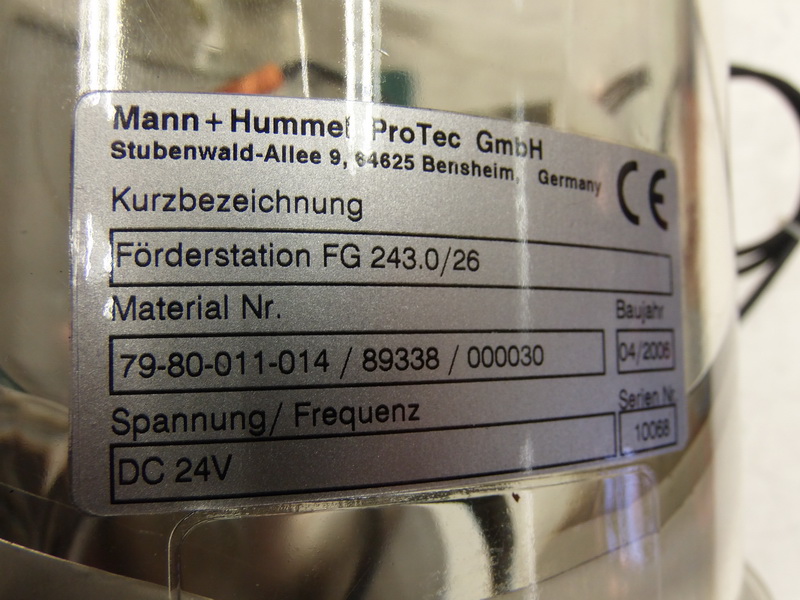 Mann+Hummel ProTec GmbH
Stubenwald-Allee 9, 64625 Bensheim, Germany
CE
Kurzbezeichnung
Förderstation FG 243.0/26
Material Nr.
Baujahr
79-80-011-014 / 89338 / 000030
04/2006
Spannung/ Frequenz
Serien.Nr.
DC 24V
10068